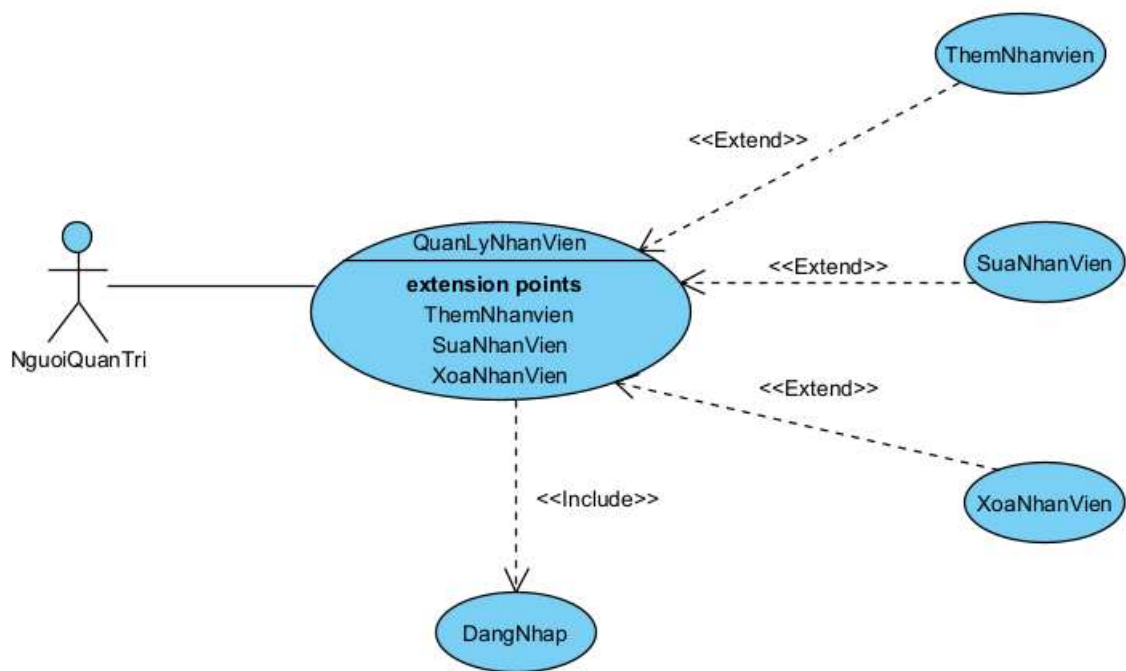 ThemNhanvien
<<Extend>>
QuanLyNhanVien
extension points
ThemNhanvien
SuaNhanVien
XoaNhanVien
<<Extend>>
SuaNhanVien
NguoiQuanTri
<<Extend>>
XoaNhanVien
<<Include>>
DangNhap